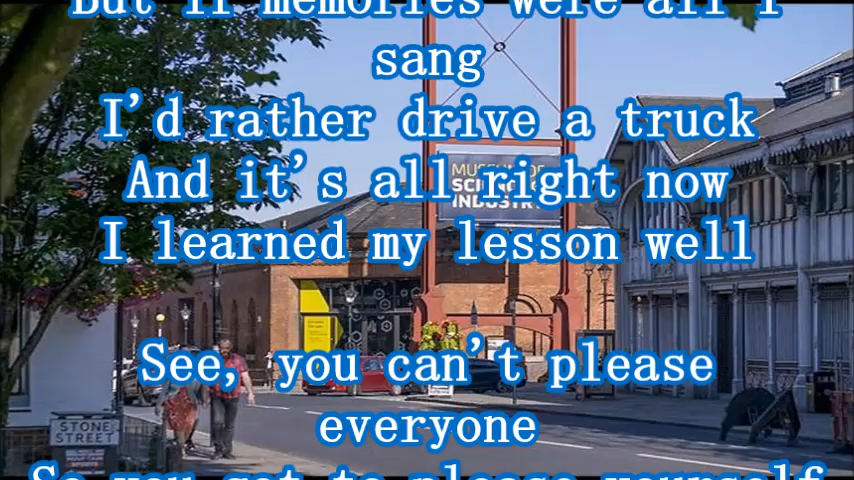 But if memories were all I
sang
I'd rather drive a truck
And it's all right now
I learned my lesson well
See, you can't please
everyone
So you got to please yourself
MUSEUM OF
SCIENCE &
INDUSTRY
STONE
STREET